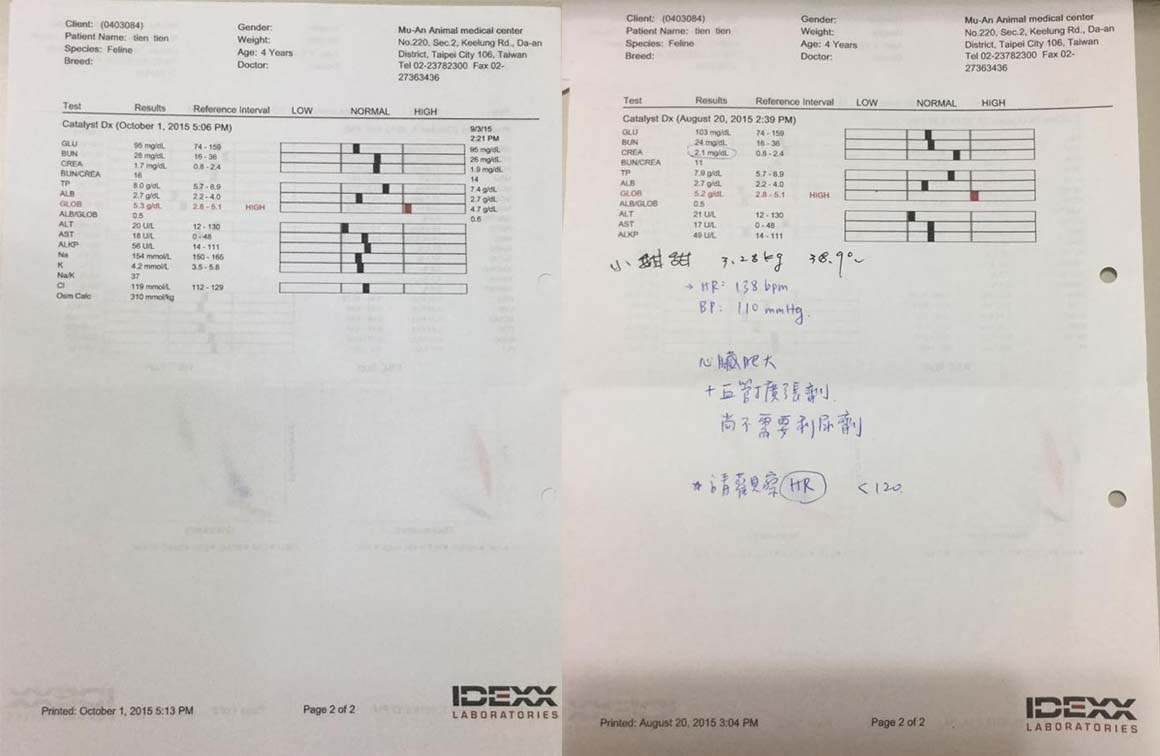 Client: (0403084)
Patient Name: tien tien
Species: Feline
Breed:
Gender:
Weight:
Age: 4 Years
Doctor:
Mu-An Animal medical center
No.220, Sec.2, Keelung Rd., Da-an
District, Taipei City 106, Taiwan
Tel 02-23782300 Fax 02-
27363436
Test Results Reference Interval LOW NORMAL HIGH
Catalyst Dx (October 1, 2015 5:06 PM)
9/3/15
2:21 PM
GLU 95 mg/dL 74 - 159 95 mg/dL
BUN 28 mg/dL 16 - 36 26 mg/dL
CREA 1.7 mg/dL 0.8 - 2.4 1.9 mg/dL
BUN/CREA 16 14
TP 8.0 g/dL 5.7 - 8.9 7.4 g/dL
ALB 2.7 g/dL 2.2 - 4.0 2.7 g/dL
GLOB 5.3 g/dL 2.8 - 5.1 HIGH 4.7 g/dL
ALB/GLOB 0.5 0.6
ALT 20 U/L 12 - 130
AST 18 U/L 0 - 48
ALKP 56 U/L 14 - 111
Na 154 mmol/L 150 - 165
K 4.2 mmol/L 3.5 - 5.8
Na/K 37
Cl 119 mmol/L 112 - 129
Osm Calc 310 mmol/kg
IDEXX
LABORATORIES
Printed: October 1, 2015 5:13 PM Page 2 of 2
Client: (0403084)
Patient Name: tien tien
Species: Feline
Breed:
Gender:
Weight:
Age: 4 Years
Doctor:
Mu-An Animal medical center
No.220, Sec.2, Keelung Rd., Da-an
District, Taipei City 106, Taiwan
Tel 02-23782300 Fax 02-
27363436
Test Results Reference Interval LOW NORMAL HIGH
Catalyst Dx (August 20, 2015 2:39 PM)
GLU 103 mg/dL 74 - 159
BUN 24 mg/dL 16 - 36
CREA 2.1 mg/dL 0.8 - 2.4
BUN/CREA 11
TP 7.9 g/dL 5.7 - 8.9
ALB 2.7 g/dL 2.2 - 4.0
GLOB 5.2 g/dL 2.8 - 5.1 HIGH
ALB/GLOB 0.5
ALT 21 U/L 12 - 130
AST 17 U/L 0 - 48
ALKP 49 U/L 14 - 111
小甜甜 3.28kg 38.9℃
→ HR: 138 bpm
BP: 110 mmHg
心臟肥大
+血管擴張劑
尚不需要利尿劑
* 請觀察 HR <120
IDEXX
LABORATORIES
Printed: August 20, 2015 3:04 PM Page 2 of 2